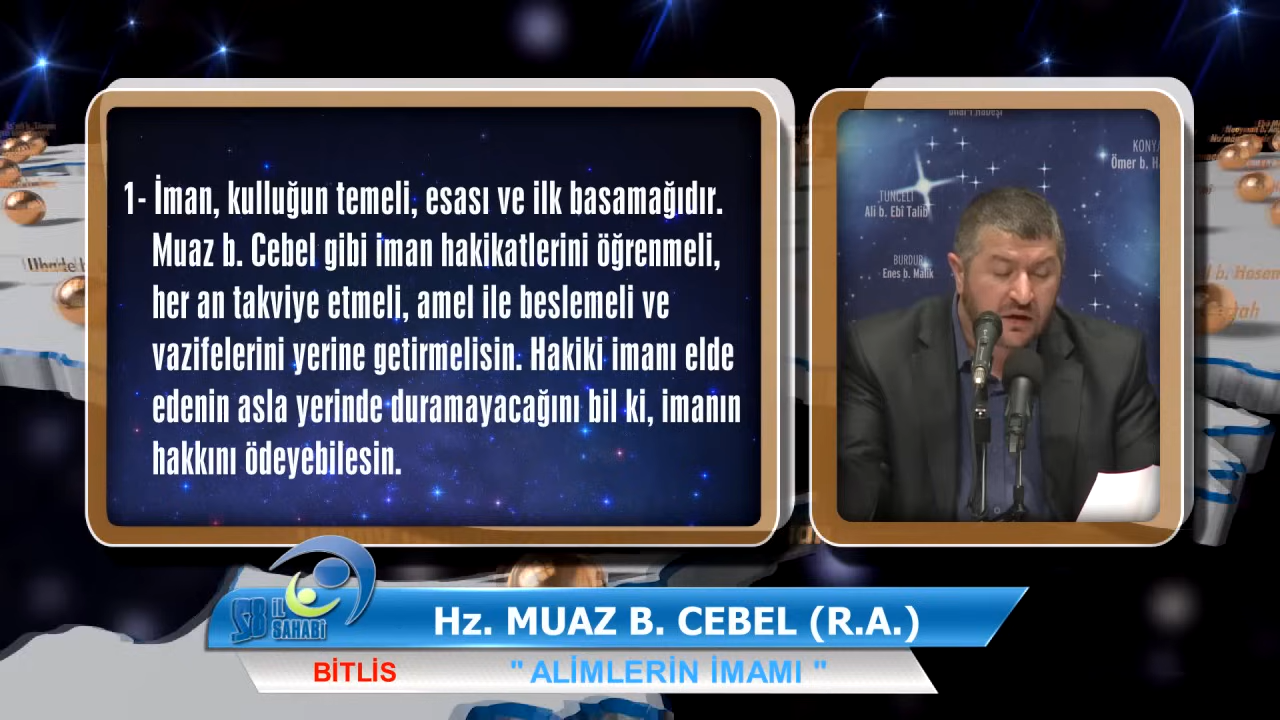 1- İman, kulluğun temeli, esası ve ilk basamağıdır.
Muaz b. Cebel gibi iman hakikatlerini öğrenmeli,
her an takviye etmeli, amel ile beslemeli ve
vazifelerini yerine getirmelisin. Hakiki imanı elde
edenin asla yerinde duramayacağını bil ki, imanın
hakkını ödeyebilesin.
KONYA
Ömer b.
TUNCELİ
Ali b. Ebî Talib
BURDUR
Enes b. Malik
58 İL
SAHABİ
Hz. MUAZ B. CEBEL (R.A.)
BİTLİS
" ALİMLERİN İMAMI "